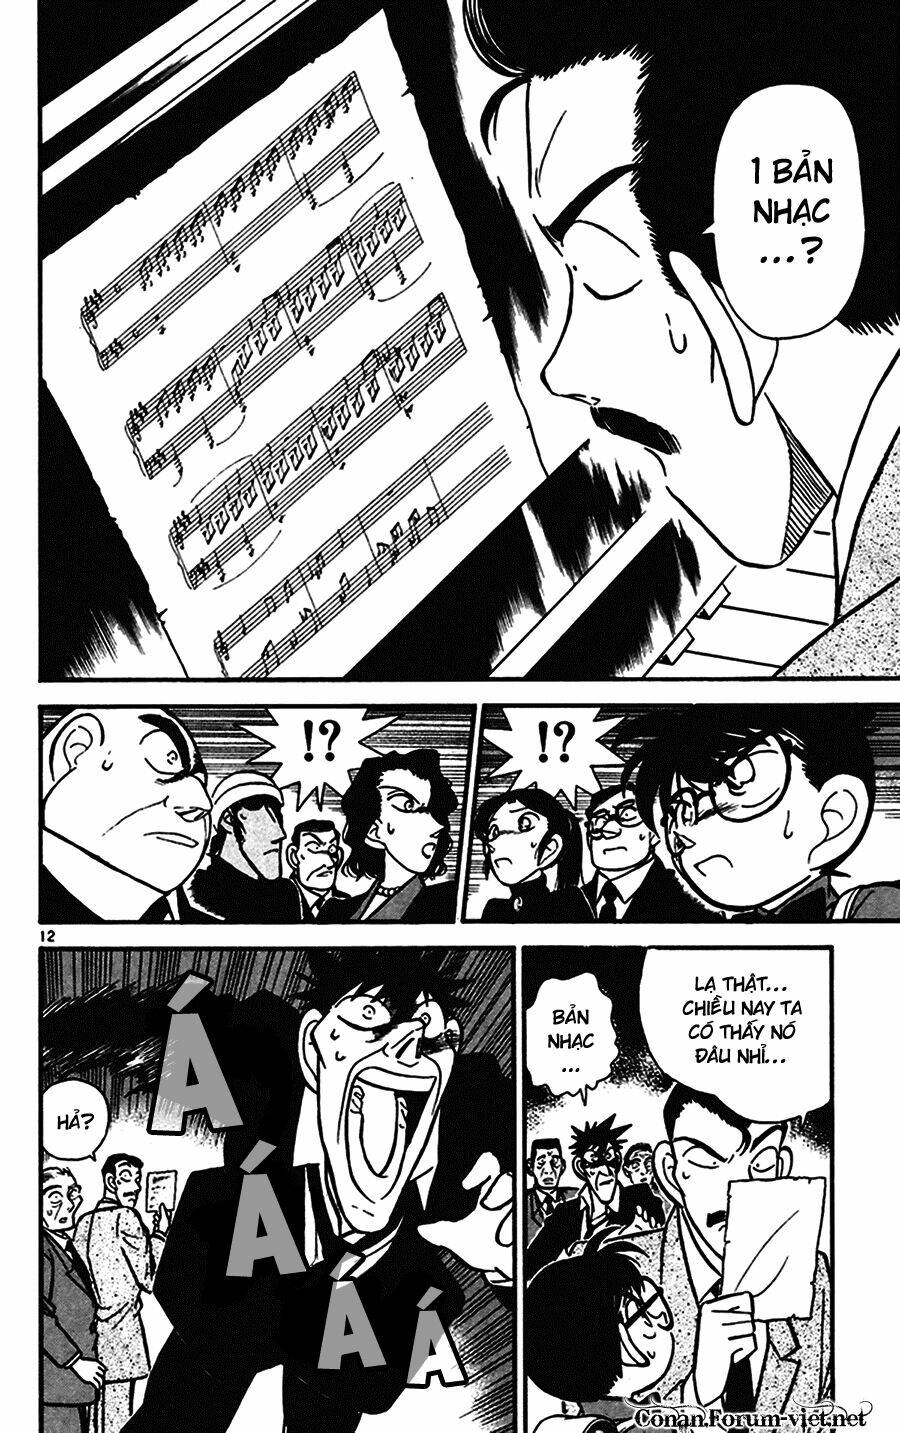 1 BẢN
NHẠC
...?
!?
!?
12
LẠ THẬT...
CHIỀU NAY TA
CÓ THẤY NÓ
ĐÂU NHỈ...
BẢN
NHẠC
...
Á
Á
Á
Á
HẢ?
Conan.Forum-viet.net